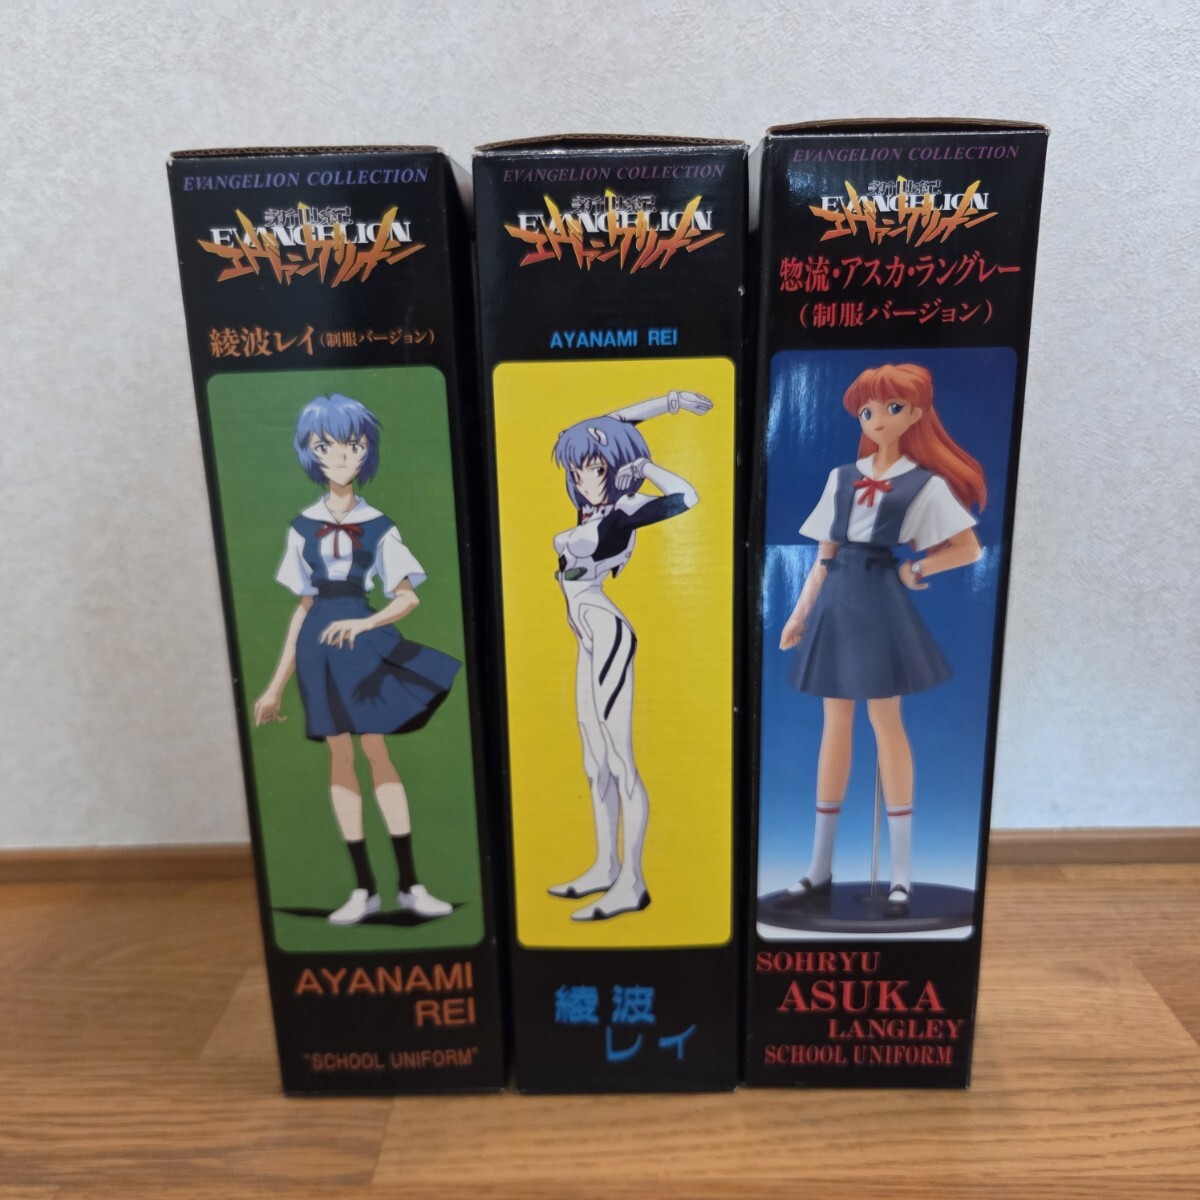 EVANGELION COLLECTION
新世紀
EVANGELION
エヴァンゲリオン
綾波レイ(制服バージョン)
AYANAMI
REI
"SCHOOL UNIFORM"
EVANGELION COLLECTION
新世紀
EVANGELION
エヴァンゲリオン
AYANAMI REI
綾波
レイ
EVANGELION COLLECTION
新世紀
EVANGELION
エヴァンゲリオン
惣流・アスカ・ラングレー
(制服バージョン)
SOHRYU
ASUKA
LANGLEY
SCHOOL UNIFORM